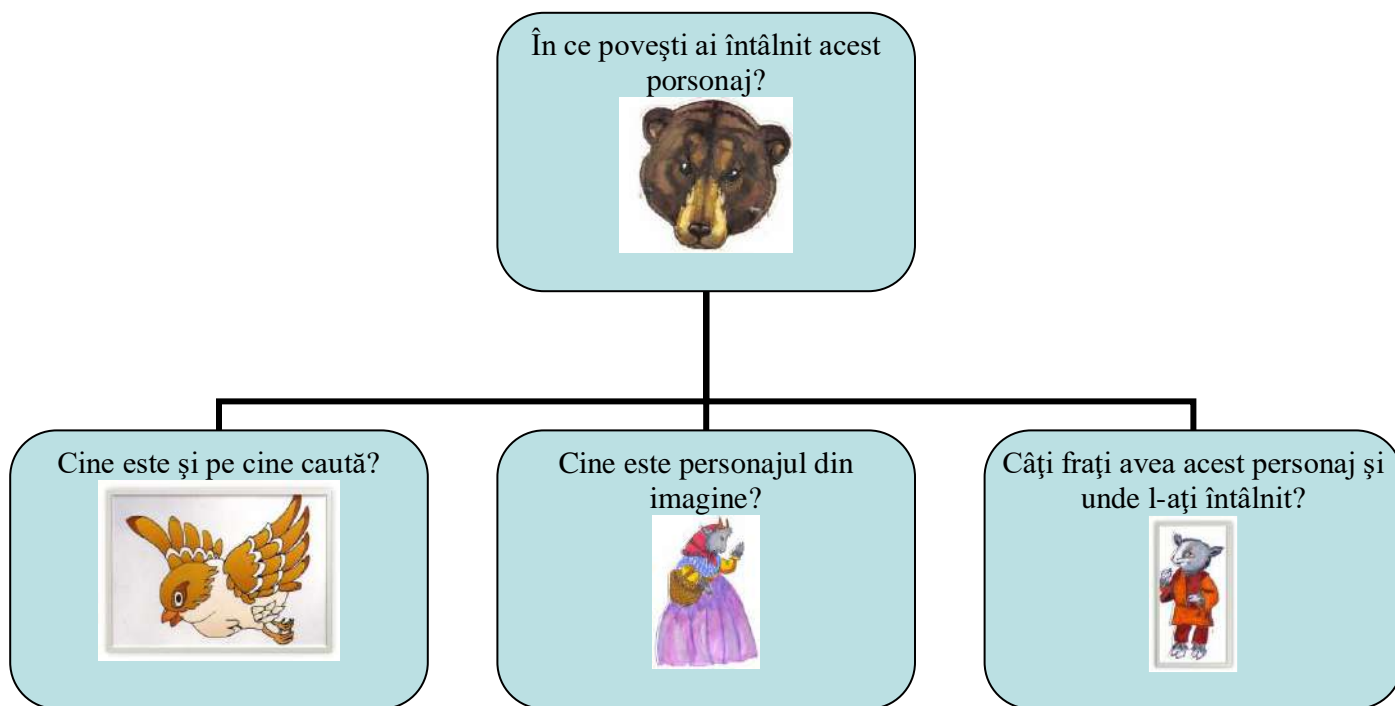 În ce poveşti ai întâlnit acest
porsonaj?
Cine este şi pe cine caută?
Cine este personajul din
imagine?
Câţi fraţi avea acest personaj şi
unde l-aţi întâlnit?